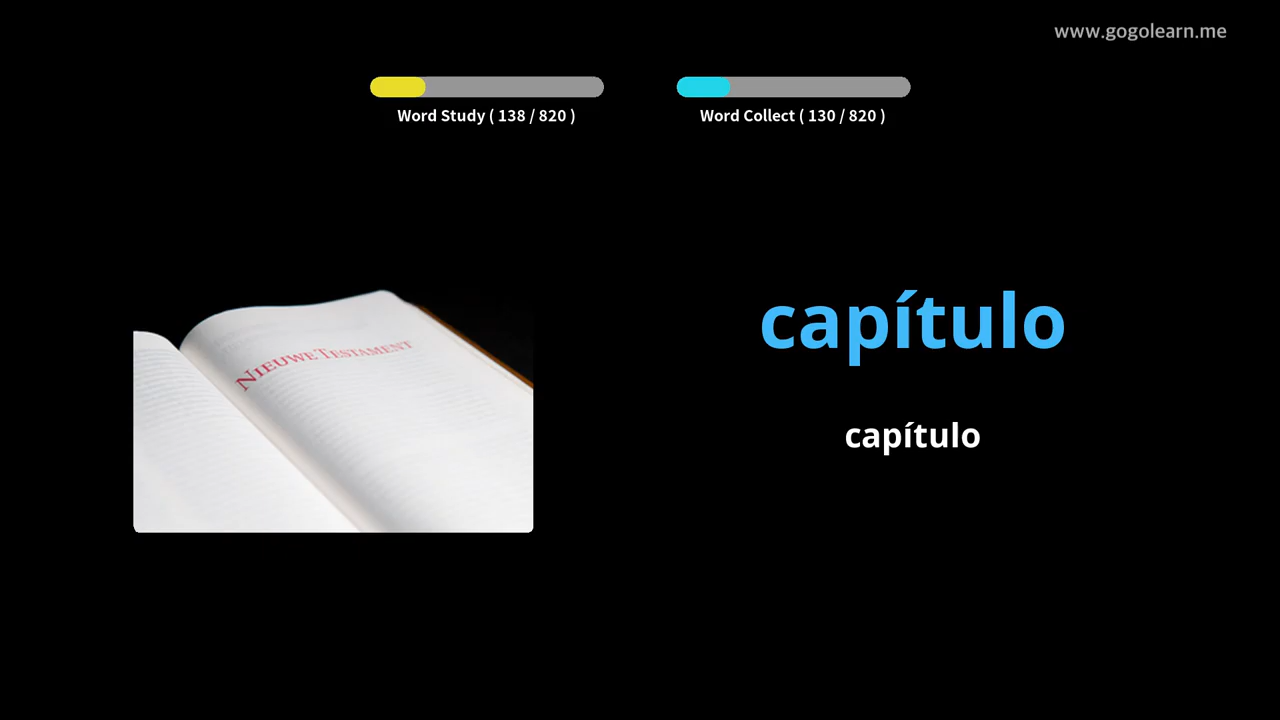 www.gogolearn.me
Word Study ( 138 / 820 )
Word Collect ( 130 / 820 )
NIEUWE TESTAMENT
capítulo
capítulo